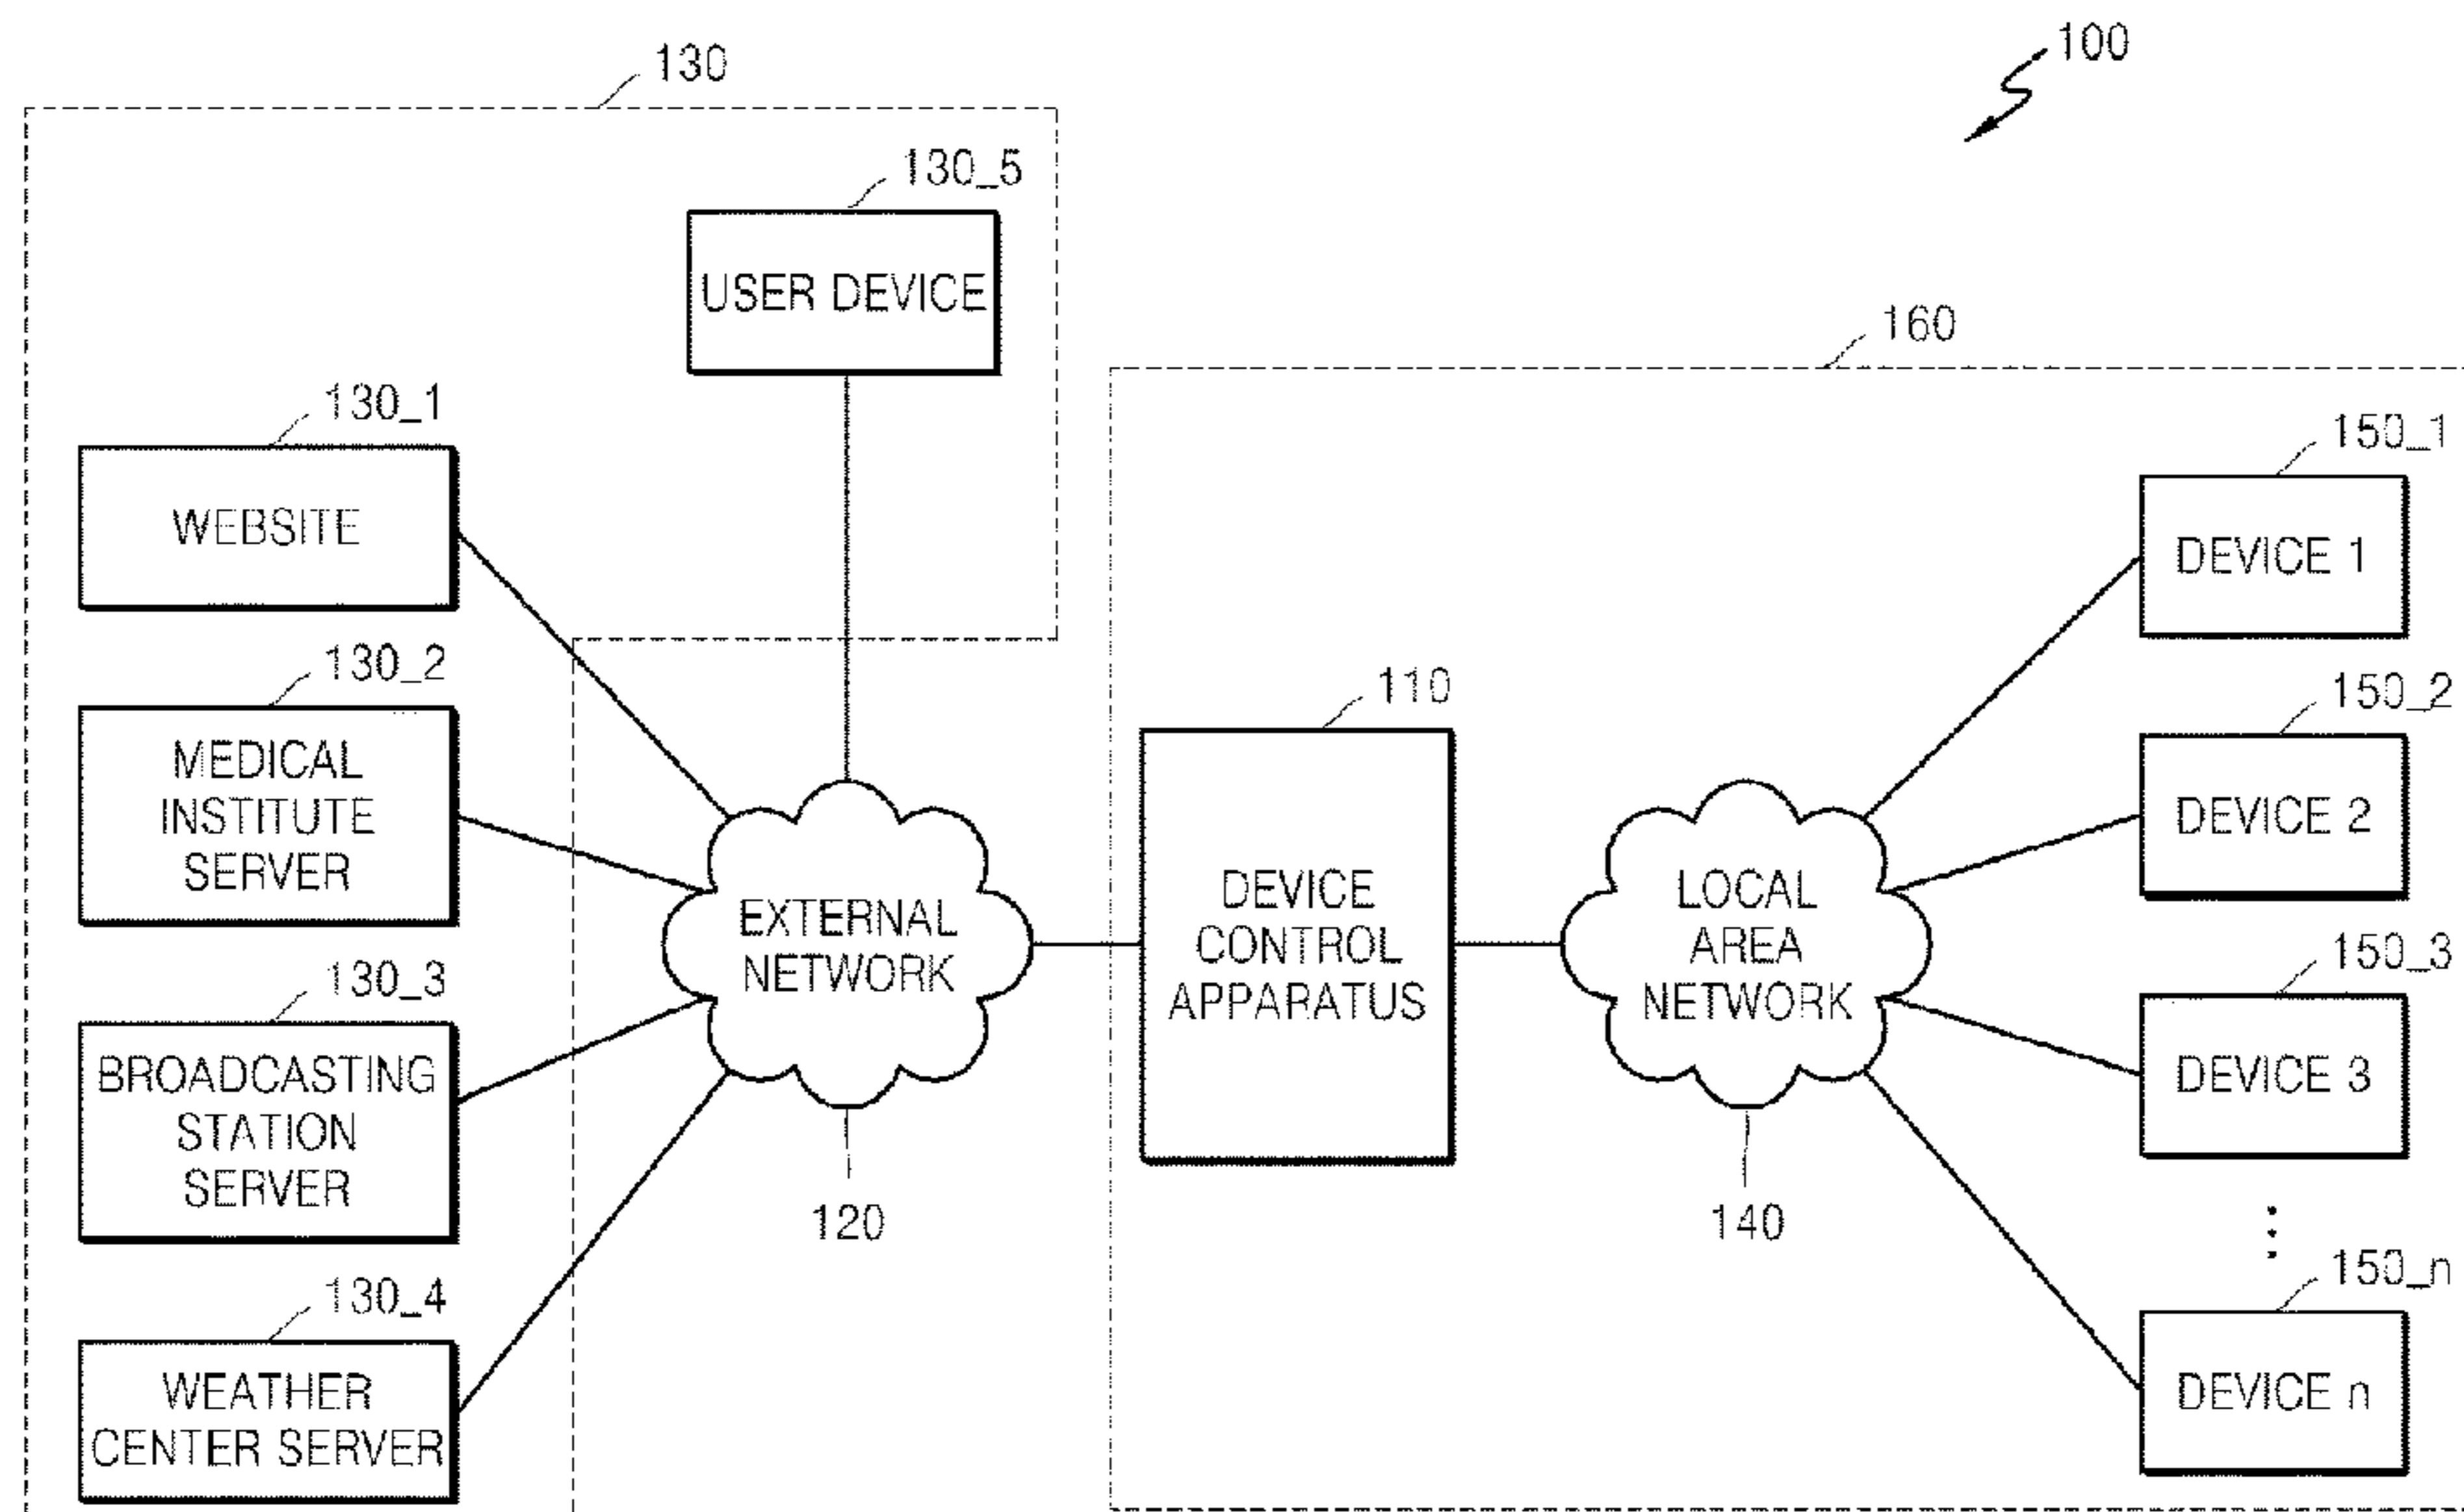 100
130
130_5
USER DEVICE
160
130_1
WEBSITE
150_1
DEVICE 1
130_2
MEDICAL
INSTITUTE
SERVER
110
DEVICE
CONTROL
APPARATUS
150_2
DEVICE 2
EXTERNAL
NETWORK
120
LOCAL
AREA
NETWORK
140
130_3
BROADCASTING
STATION
SERVER
150_3
DEVICE 3
130_4
WEATHER
CENTER SERVER
150_n
DEVICE n